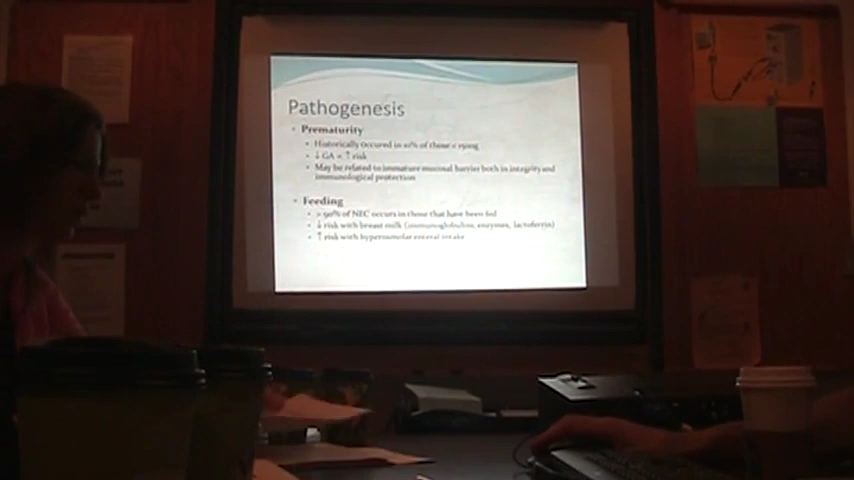 Pathogenesis
• Prematurity
• Historically occured in 10% of those < 1500g
• ↓ GA = ↑ risk
• May be related to immature mucosal barrier both in integrity and
immunological protection
• Feeding
• > 90% of NEC occurs in those that have been fed
• ↓ risk with breast milk (immunoglobulins, enzymes, lactoferrin)
• ↑ risk with hyperosmolar enteral intake